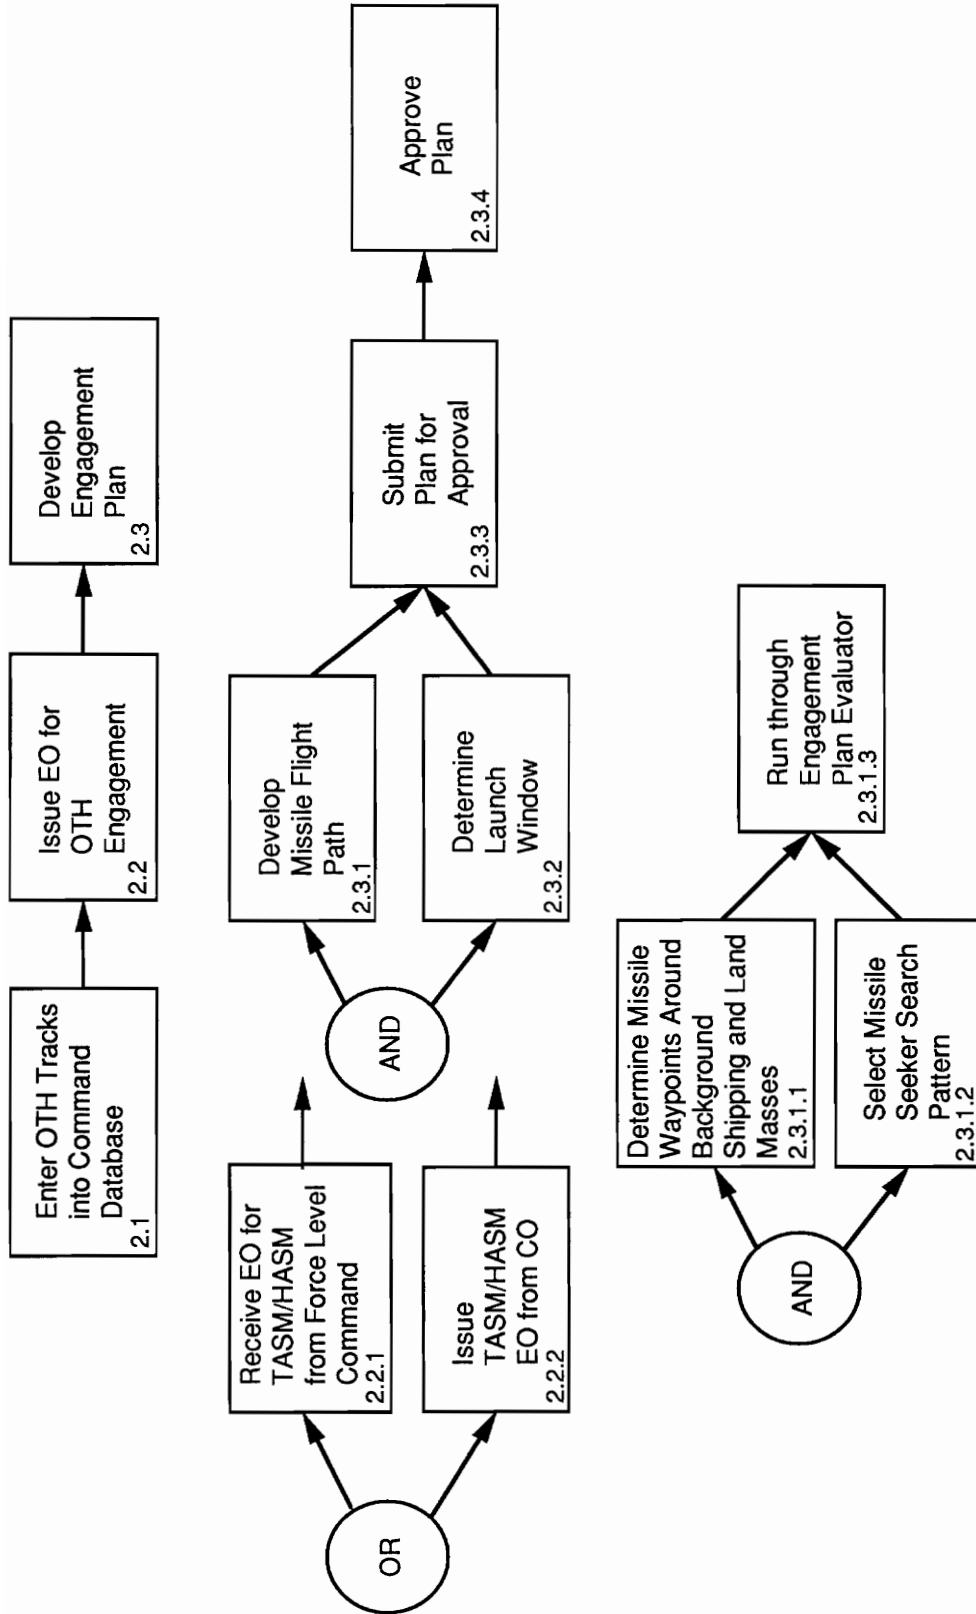 Enter OTH Tracks
into Command
Database
2.1
Issue EO for
OTH
Engagement
2.2
Develop
Engagement
Plan
2.3
OR
Receive EO for
TASM/HASM
from Force Level
Command
2.2.1
Issue
TASM/HASM
EO from CO
2.2.2
AND
Develop
Missile Flight
Path
2.3.1
Determine
Launch
Window
2.3.2
Submit
Plan for
Approval
2.3.3
Approve
Plan
2.3.4
AND
Determine Missile
Waypoints Around
Background
Shipping and Land
Masses
2.3.1.1
Select Missile
Seeker Search
Pattern
2.3.1.2
Run through
Engagement
Plan Evaluator
2.3.1.3